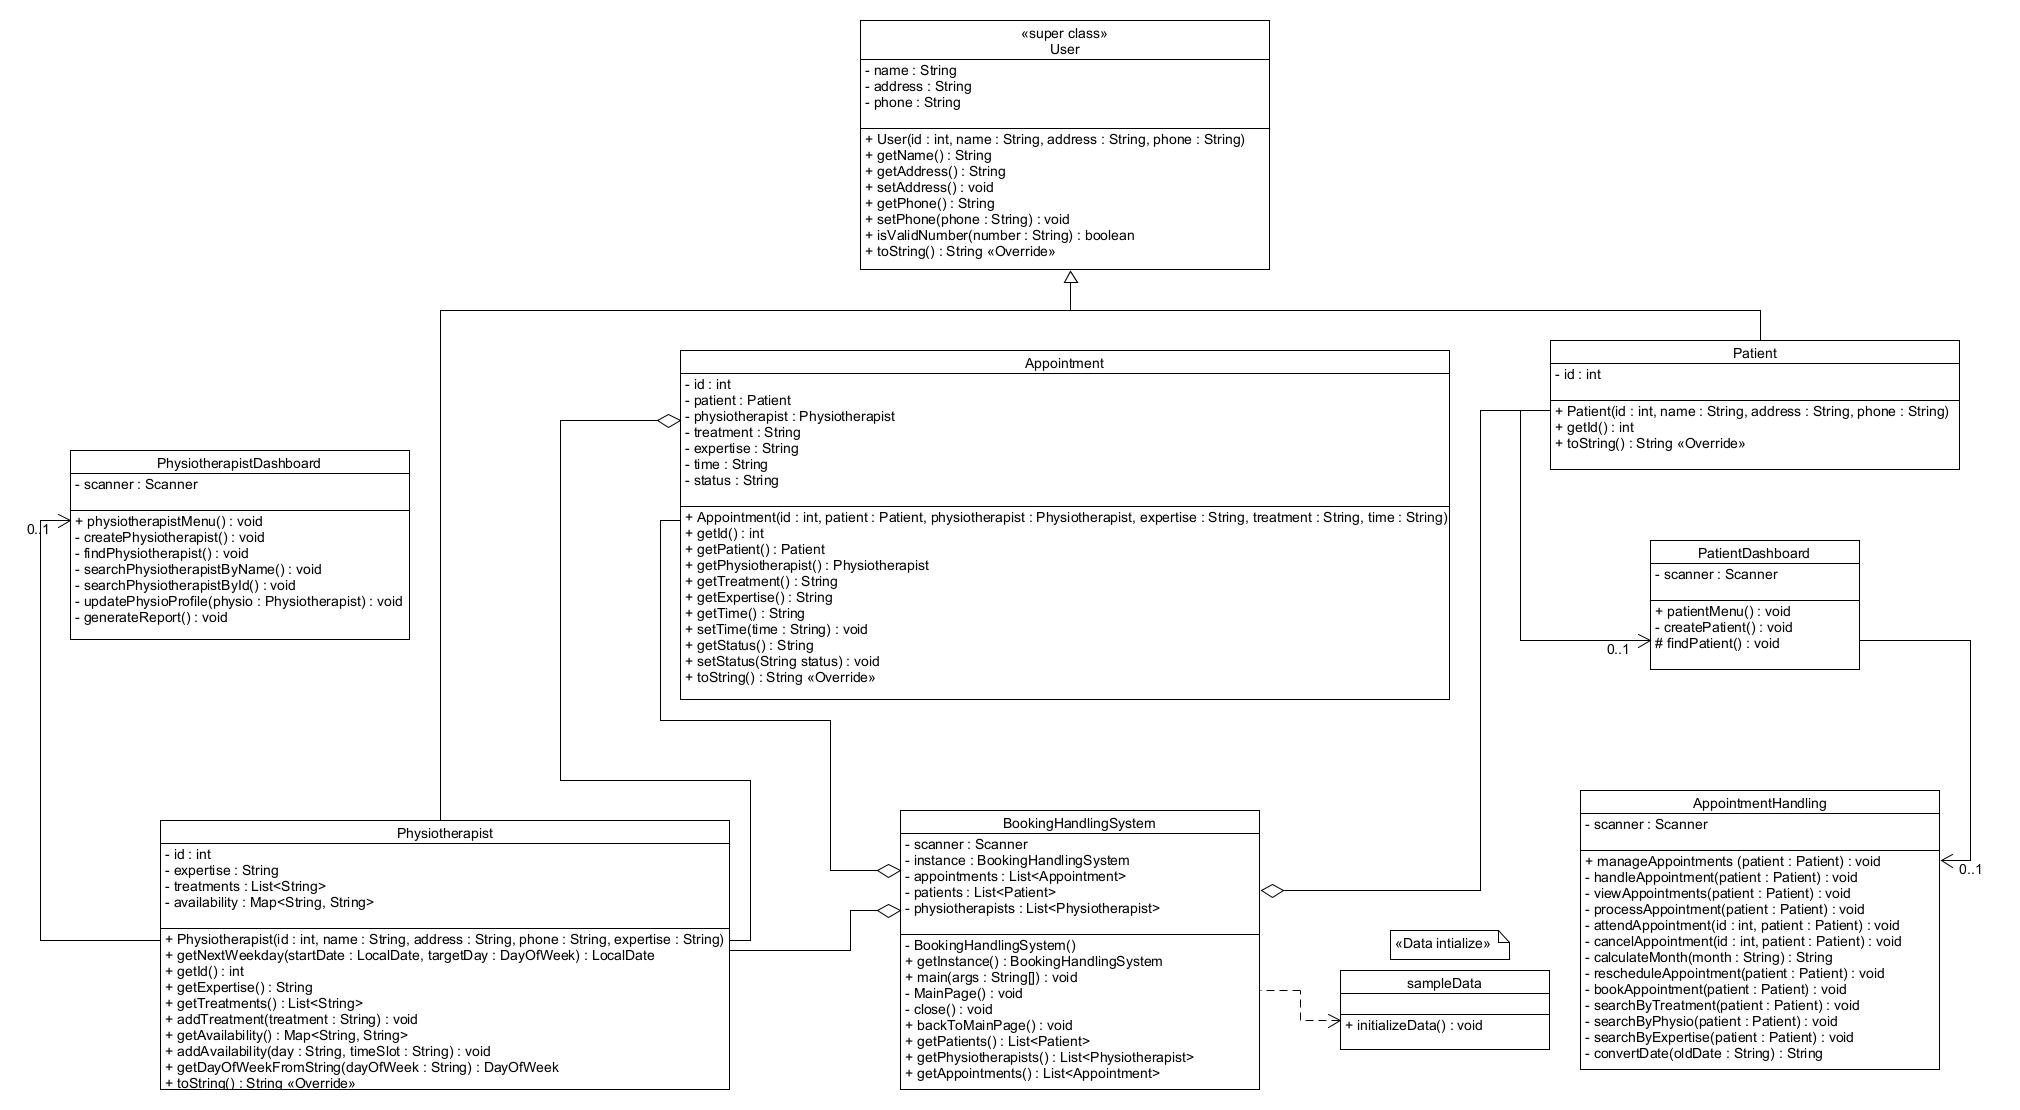 «super class»
User
- name : String
- address : String
- phone : String
+ User(id : int, name : String, address : String, phone : String)
+ getName() : String
+ getAddress() : String
+ setAddress() : void
+ getPhone() : String
+ setPhone(phone : String) : void
+ isValidNumber(number : String) : boolean
+ toString() : String «Override»
Appointment
- id : int
- patient : Patient
- physiotherapist : Physiotherapist
- treatment : String
- expertise : String
- time : String
- status : String
+ Appointment(id : int, patient : Patient, physiotherapist : Physiotherapist, expertise : String, treatment : String, time : String)
+ getId() : int
+ getPatient() : Patient
+ getPhysiotherapist() : Physiotherapist
+ getTreatment() : String
+ getExpertise() : String
+ getTime() : String
+ setTime(time : String) : void
+ getStatus() : String
+ setStatus(String status) : void
+ toString() : String «Override»
Patient
- id : int
+ Patient(id : int, name : String, address : String, phone : String)
+ getId() : int
+ toString() : String «Override»
PhysiotherapistDashboard
- scanner : Scanner
+ physiotherapistMenu() : void
- createPhysiotherapist() : void
- findPhysiotherapist() : void
- searchPhysiotherapistByName() : void
- searchPhysiotherapistById() : void
- updatePhysioProfile(physio : Physiotherapist) : void
- generateReport() : void
0..1
PatientDashboard
- scanner : Scanner
+ patientMenu() : void
- createPatient() : void
# findPatient() : void
0..1
Physiotherapist
- id : int
- expertise : String
- treatments : List<String>
- availability : Map<String, String>
+ Physiotherapist(id : int, name : String, address : String, phone : String, expertise : String)
+ getNextWeekday(startDate : LocalDate, targetDay : DayOfWeek) : LocalDate
+ getId() : int
+ getExpertise() : String
+ getTreatments() : List<String>
+ addTreatment(treatment : String) : void
+ getAvailability() : Map<String, String>
+ addAvailability(day : String, timeSlot : String) : void
+ getDayOfWeekFromString(dayOfWeek : String) : DayOfWeek
+ toString() : String «Override»
BookingHandlingSystem
- scanner : Scanner
- instance : BookingHandlingSystem
- appointments : List<Appointment>
- patients : List<Patient>
- physiotherapists : List<Physiotherapist>
- BookingHandlingSystem()
+ getInstance() : BookingHandlingSystem
+ main(args : String[]) : void
- MainPage() : void
- close() : void
+ backToMainPage() : void
+ getPatients() : List<Patient>
+ getPhysiotherapists() : List<Physiotherapist>
+ getAppointments() : List<Appointment>
«Data intialize»
sampleData
+ initializeData() : void
AppointmentHandling
- scanner : Scanner
+ manageAppointments (patient : Patient) : void
- handleAppointment(patient : Patient) : void
- viewAppointments(patient : Patient) : void
- processAppointment(patient : Patient) : void
- attendAppointment(id : int, patient : Patient) : void
- cancelAppointment(id : int, patient : Patient) : void
- calculateMonth(month : String) : String
- rescheduleAppointment(patient : Patient) : void
- bookAppointment(patient : Patient) : void
- searchByTreatment(patient : Patient) : void
- searchByPhysio(patient : Patient) : void
- searchByExpertise(patient : Patient) : void
- convertDate(oldDate : String) : String
0..1